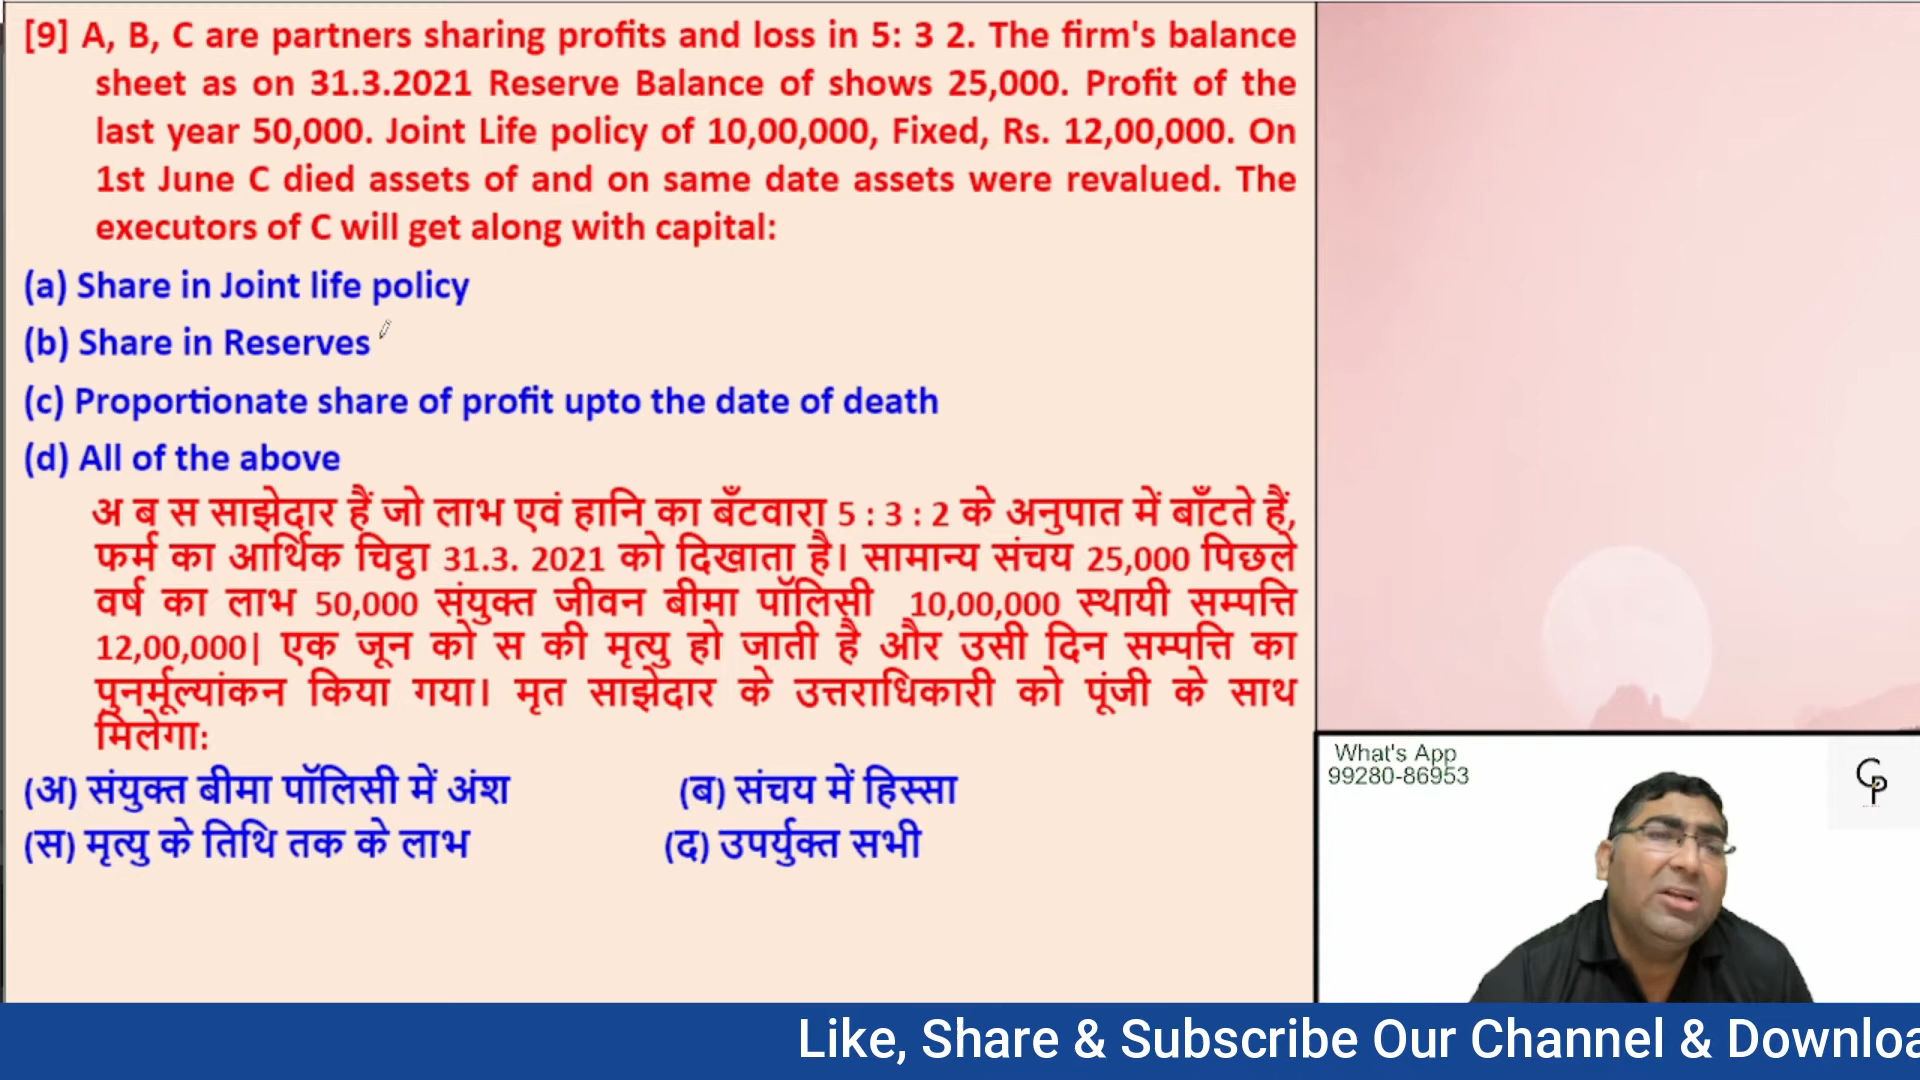 [9] A, B, C are partners sharing profits and loss in 5: 3 2. The firm's balance
sheet as on 31.3.2021 Reserve Balance of shows 25,000. Profit of the
last year 50,000. Joint Life policy of 10,00,000, Fixed, Rs. 12,00,000. On
1st June C died assets of and on same date assets were revalued. The
executors of C will get along with capital:
(a) Share in Joint life policy
(b) Share in Reserves
(c) Proportionate share of profit upto the date of death
(d) All of the above
अ ब स साझेदार हैं जो लाभ एवं हानि का बँटवारा 5 : 3 : 2 के अनुपात में बाँटते हैं,
फर्म का आर्थिक चिट्ठा 31.3. 2021 को दिखाता है। सामान्य संचय 25,000 पिछले
वर्ष का लाभ 50,000 संयुक्त जीवन बीमा पॉलिसी 10,00,000 स्थायी सम्पत्ति
12,00,000| एक जून को स की मृत्यु हो जाती है और उसी दिन सम्पत्ति का
पुनर्मूल्यांकन किया गया। मृत साझेदार के उत्तराधिकारी को पूंजी के साथ
मिलेगा:
(अ) संयुक्त बीमा पॉलिसी में अंश (ब) संचय में हिस्सा
(स) मृत्यु के तिथि तक के लाभ (द) उपर्युक्त सभी
What's App
99280-86953
CP
Like, Share & Subscribe Our Channel & Downloa